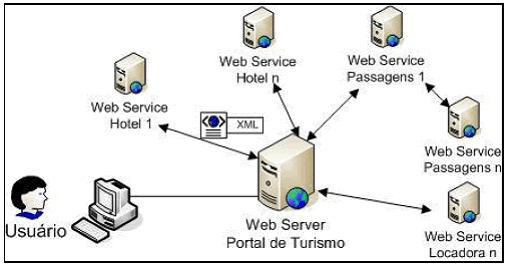 Web Service
Hotel n
Web Service
Passagens 1
Web Service
Hotel 1
XML
Web Service
Passagens n
Usuário
Web Server
Portal de Turismo
Web Service
Locadora n